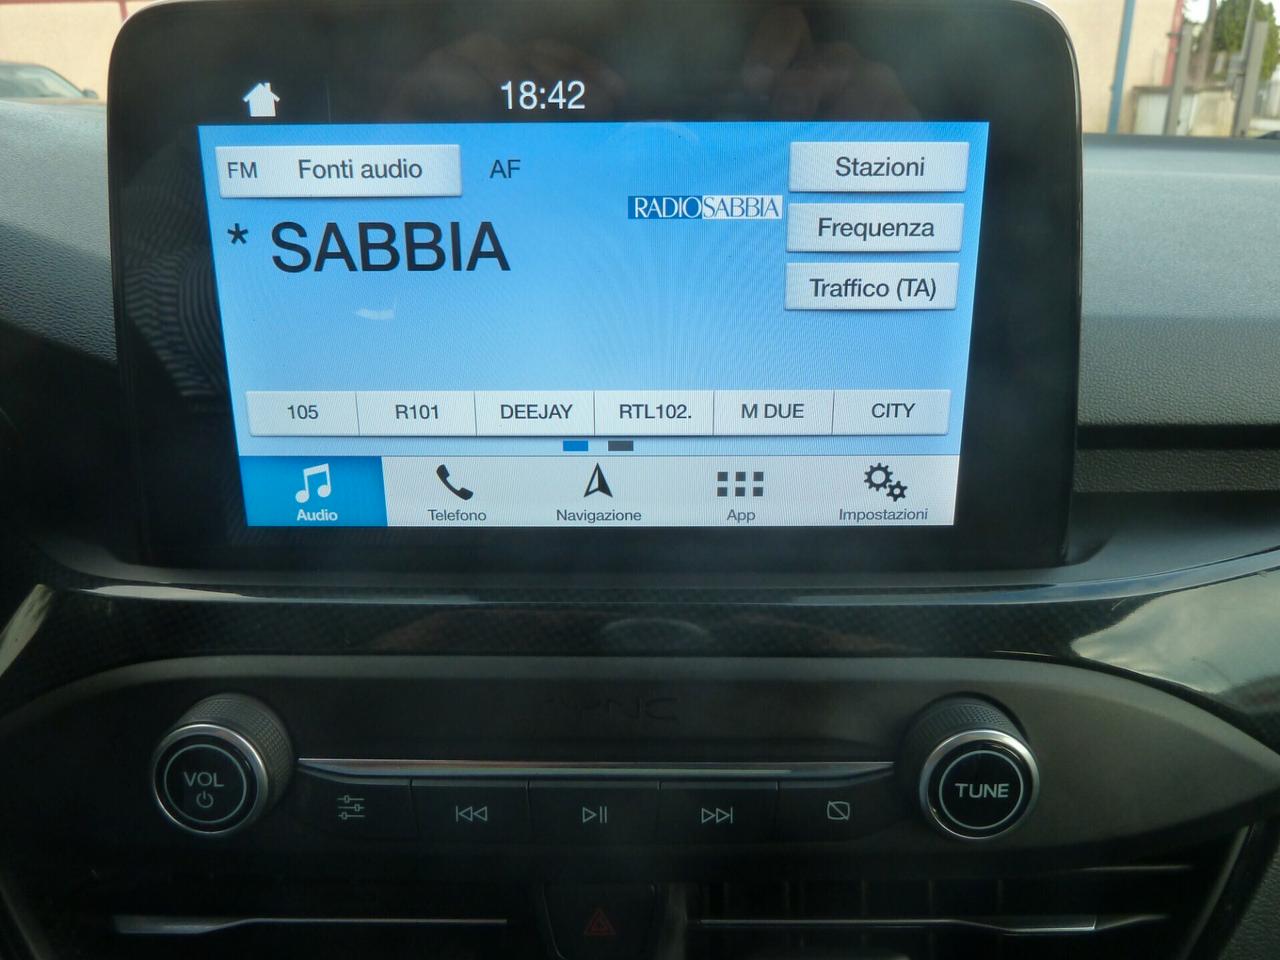 18:42
FM Fonti audio AF Stazioni
RADIOSABBIA
* SABBIA
Frequenza
Traffico (TA)
105 R101 DEEJAY RTL102. M DUE CITY
Audio Telefono Navigazione App Impostazioni
SYNC
VOL TUNE